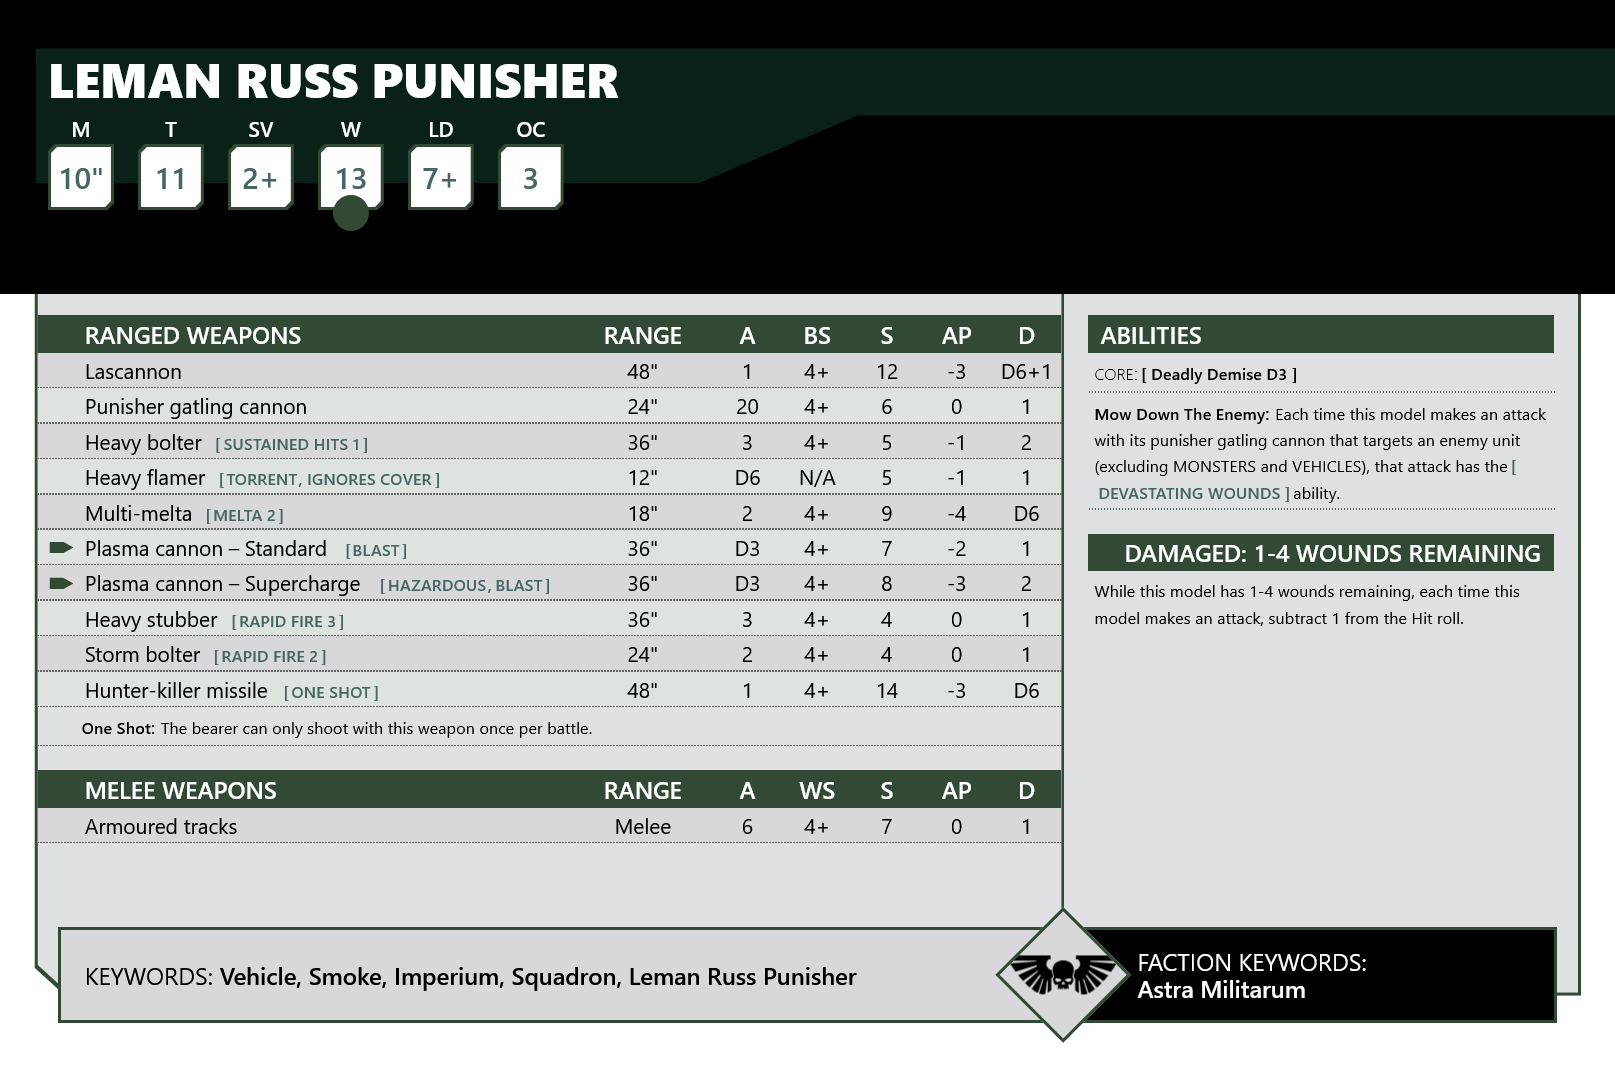 LEMAN RUSS PUNISHER
M T SV W LD OC
10" 11 2+ 13 7+ 3
RANGED WEAPONS RANGE A BS S AP D
Lascannon 48" 1 4+ 12 -3 D6+1
Punisher gatling cannon 24" 20 4+ 6 0 1
Heavy bolter [ SUSTAINED HITS 1 ] 36" 3 4+ 5 -1 2
Heavy flamer [ TORRENT, IGNORES COVER ] 12" D6 N/A 5 -1 1
Multi-melta [ MELTA 2 ] 18" 2 4+ 9 -4 D6
Plasma cannon – Standard [ BLAST ] 36" D3 4+ 7 -2 1
Plasma cannon – Supercharge [ HAZARDOUS, BLAST ] 36" D3 4+ 8 -3 2
Heavy stubber [ RAPID FIRE 3 ] 36" 3 4+ 4 0 1
Storm bolter [ RAPID FIRE 2 ] 24" 2 4+ 4 0 1
Hunter-killer missile [ ONE SHOT ] 48" 1 4+ 14 -3 D6
One Shot: The bearer can only shoot with this weapon once per battle.
MELEE WEAPONS RANGE A WS S AP D
Armoured tracks Melee 6 4+ 7 0 1
ABILITIES
CORE: [ Deadly Demise D3 ]
Mow Down The Enemy: Each time this model makes an attack
with its punisher gatling cannon that targets an enemy unit
(excluding MONSTERS and VEHICLES), that attack has the [
DEVASTATING WOUNDS ] ability.
DAMAGED: 1-4 WOUNDS REMAINING
While this model has 1-4 wounds remaining, each time this
model makes an attack, subtract 1 from the Hit roll.
KEYWORDS: Vehicle, Smoke, Imperium, Squadron, Leman Russ Punisher
FACTION KEYWORDS:
Astra Militarum